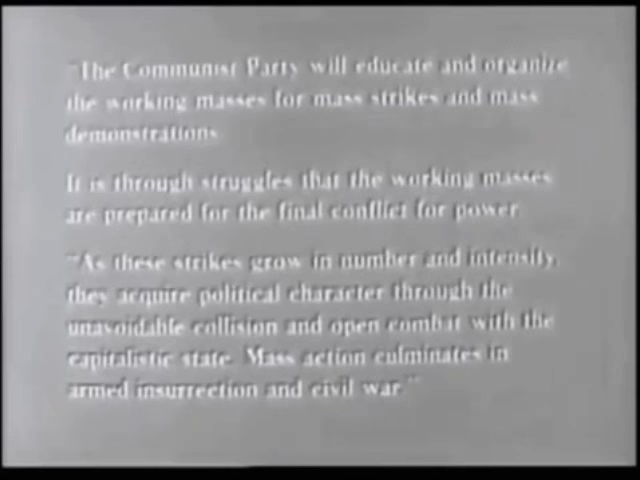 "The Communist Party will educate and organize
the working masses for mass strikes and mass
demonstrations.
It is through struggles that the working masses
are prepared for the final conflict for power.
"As these strikes grow in number and intensity,
they acquire political character through the
unavoidable collision and open combat with the
capitalistic state. Mass action culminates in
armed insurrection and civil war."